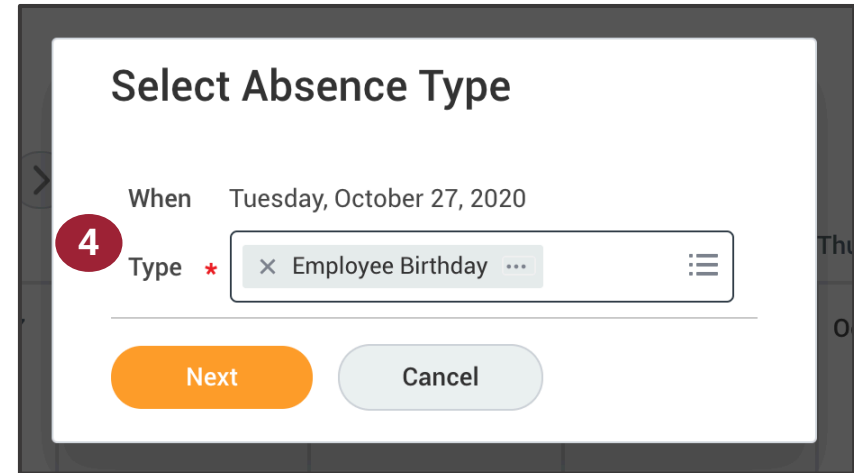 Select Absence Type
When Tuesday, October 27, 2020
4
Type * × Employee Birthday ...
Next Cancel